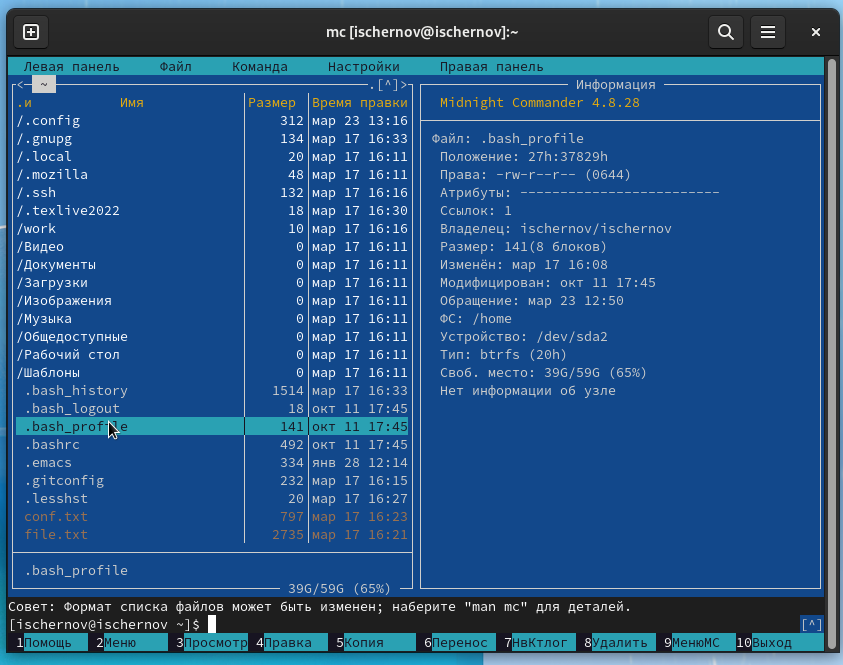 mc [ischernov@ischernov]:~
Левая панель Файл Команда Настройки Правая панель
<— ~ .[^]>
.и Имя Размер Время правки
/.config 312 мар 23 13:16
/.gnupg 134 мар 17 16:33
/.local 20 мар 17 16:11
/.mozilla 48 мар 17 16:11
/.ssh 132 мар 17 16:16
/.texlive2022 18 мар 17 16:30
/work 10 мар 17 16:16
/Видео 0 мар 17 16:11
/Документы 0 мар 17 16:11
/Загрузки 0 мар 17 16:11
/Изображения 0 мар 17 16:11
/Музыка 0 мар 17 16:11
/Общедоступные 0 мар 17 16:11
/Рабочий стол 0 мар 17 16:11
/Шаблоны 0 мар 17 16:11
.bash_history 1514 мар 17 16:33
.bash_logout 18 окт 11 17:45
.bash_profile 141 окт 11 17:45
.bashrc 492 окт 11 17:45
.emacs 334 янв 28 12:14
.gitconfig 232 мар 17 16:15
.lesshst 20 мар 17 16:27
conf.txt 797 мар 17 16:23
file.txt 2735 мар 17 16:21
.bash_profile
39G/59G (65%)
Информация
Midnight Commander 4.8.28
Файл: .bash_profile
Положение: 27h:37829h
Права: -rw-r--r-- (0644)
Атрибуты: -------------------------
Ссылок: 1
Владелец: ischernov/ischernov
Размер: 141(8 блоков)
Изменён: мар 17 16:08
Модифицирован: окт 11 17:45
Обращение: мар 23 12:50
ФС: /home
Устройство: /dev/sda2
Тип: btrfs (20h)
Своб. место: 39G/59G (65%)
Нет информации об узле
Совет: Формат списка файлов может быть изменен; наберите "man mc" для деталей.
[ischernov@ischernov ~]$ [^]
1Помощь 2Меню 3Просмотр 4Правка 5Копия 6Перенос 7НвКтлог 8Удалить 9МенюMC 10Выход